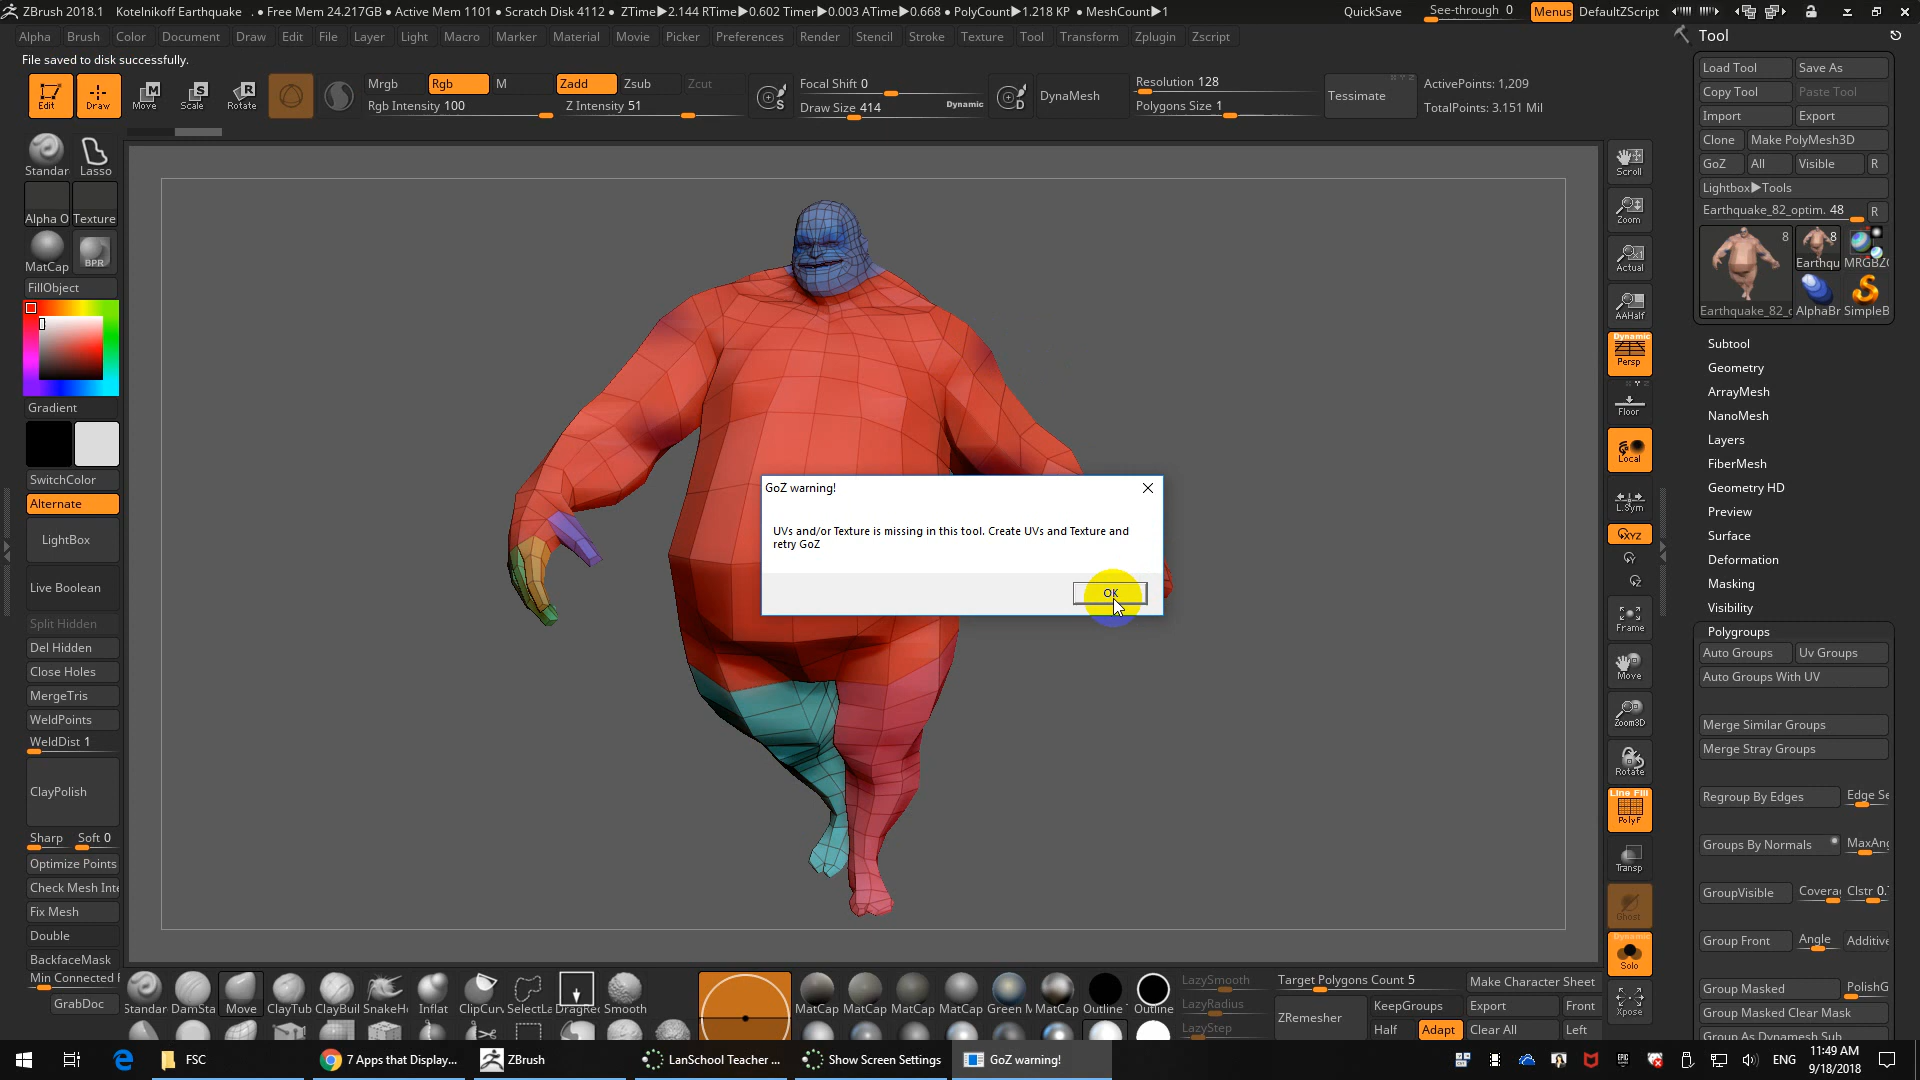 ZBrush 2018.1 Kotelnikoff Earthquake . • Free Mem 24.217GB • Active Mem 1101 • Scratch Disk 4112 • ZTime▶2.144 RTime▶0.602 Timer▶0.003 ATime▶0.668 • PolyCount▶1.218 KP • MeshCount▶1 QuickSave See-through 0 Menus DefaultZScript
Alpha Brush Color Document Draw Edit File Layer Light Macro Marker Material Movie Picker Preferences Render Stencil Stroke Texture Tool Transform Zplugin Zscript
File saved to disk successfully.
Edit Draw Move Scale Rotate
Mrgb Rgb M Zadd Zsub Zcut
Rgb Intensity 100 Z Intensity 51
Focal Shift 0
Draw Size 414 Dynamic
DynaMesh
Resolution 128
Polygons Size 1
Tessimate
ActivePoints: 1,209
TotalPoints: 3.151 Mil
Standar Lasso
Alpha O Texture
MatCap BPR
FillObject
Gradient
SwitchColor
Alternate
LightBox
Live Boolean
Split Hidden
Del Hidden
Close Holes
MergeTris
WeldPoints
WeldDist 1
ClayPolish
Sharp Soft 0
Optimize Points
Check Mesh Inte
Fix Mesh
Double
BackfaceMask
Min Connected P
GrabDoc
GoZ warning!
UVs and/or Texture is missing in this tool. Create UVs and Texture and
retry GoZ
OK
Scroll
Zoom
Actual
AAHalf
Dynamic
Persp
Floor
Local
L.Sym
XYZ
Frame
Move
Zoom3D
Rotate
Line Fill
PolyF
Transp
Ghost
Dynamic
Solo
Xpose
Tool
Load Tool Save As
Copy Tool Paste Tool
Import Export
Clone Make PolyMesh3D
GoZ All Visible R
Lightbox▶Tools
Earthquake_82_optim. 48 R
8 8
Earthqu MRGBZ
Earthquake_82_c AlphaBr SimpleB
Subtool
Geometry
ArrayMesh
NanoMesh
Layers
FiberMesh
Geometry HD
Preview
Surface
Deformation
Masking
Visibility
Polygroups
Auto Groups Uv Groups
Auto Groups With UV
Merge Similar Groups
Merge Stray Groups
Regroup By Edges Edge Se
Groups By Normals MaxAng
GroupVisible Covera Clstr 0.
Group Front Angle Additive
Group Masked PolishG
Group Masked Clear Mask
Group As Dynamesh Sub
Standar DamSta Move ClayTub ClayBuil SnakeHo Inflat ClipCurv SelectLa DragRec Smooth
MatCap MatCap MatCap MatCap Green M MatCap Outline Outline
LazySmooth
LazyRadius
LazyStep
Target Polygons Count 5
ZRemesher
KeepGroups
Half Adapt
Make Character Sheet
Export Front
Clear All Left
FSC 7 Apps that Display... ZBrush LanSchool Teacher ... Show Screen Settings GoZ warning! ENG
11:49 AM
9/18/2018